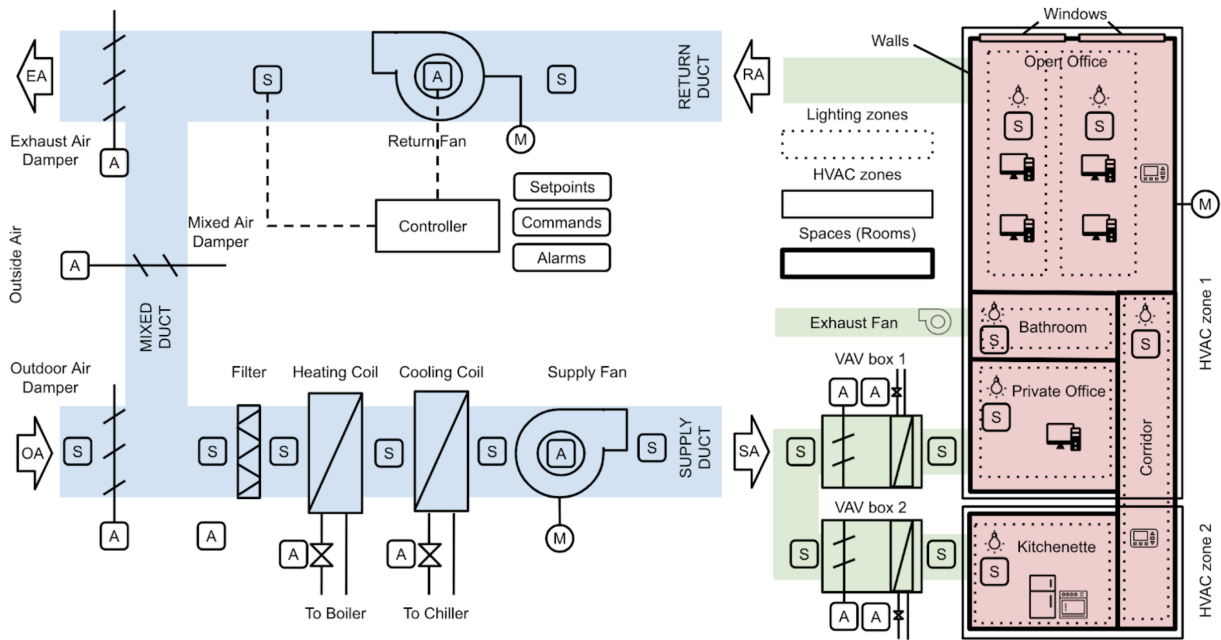 Windows
Walls
EA
S
A
S
RETURN
DUCT
RA
Open Office
Lighting zones
S
S
Exhaust Air
Damper
A
Return Fan
M
HVAC zones
Setpoints
Controller
Commands
Alarms
Mixed Air
Damper
Spaces (Rooms)
M
Outside Air
A
MIXED
DUCT
HVAC zone 1
Exhaust Fan
S
Bathroom
S
Outdoor Air
Damper
Filter
Heating Coil
Cooling Coil
Supply Fan
VAV box 1
A
A
Private Office
S
Corridor
OA
S
S
S
S
S
A
S
SUPPLY
DUCT
SA
S
S
VAV box 2
A
A
A
A
M
S
S
S
Kitchenette
HVAC zone 2
To Boiler
To Chiller
A
A